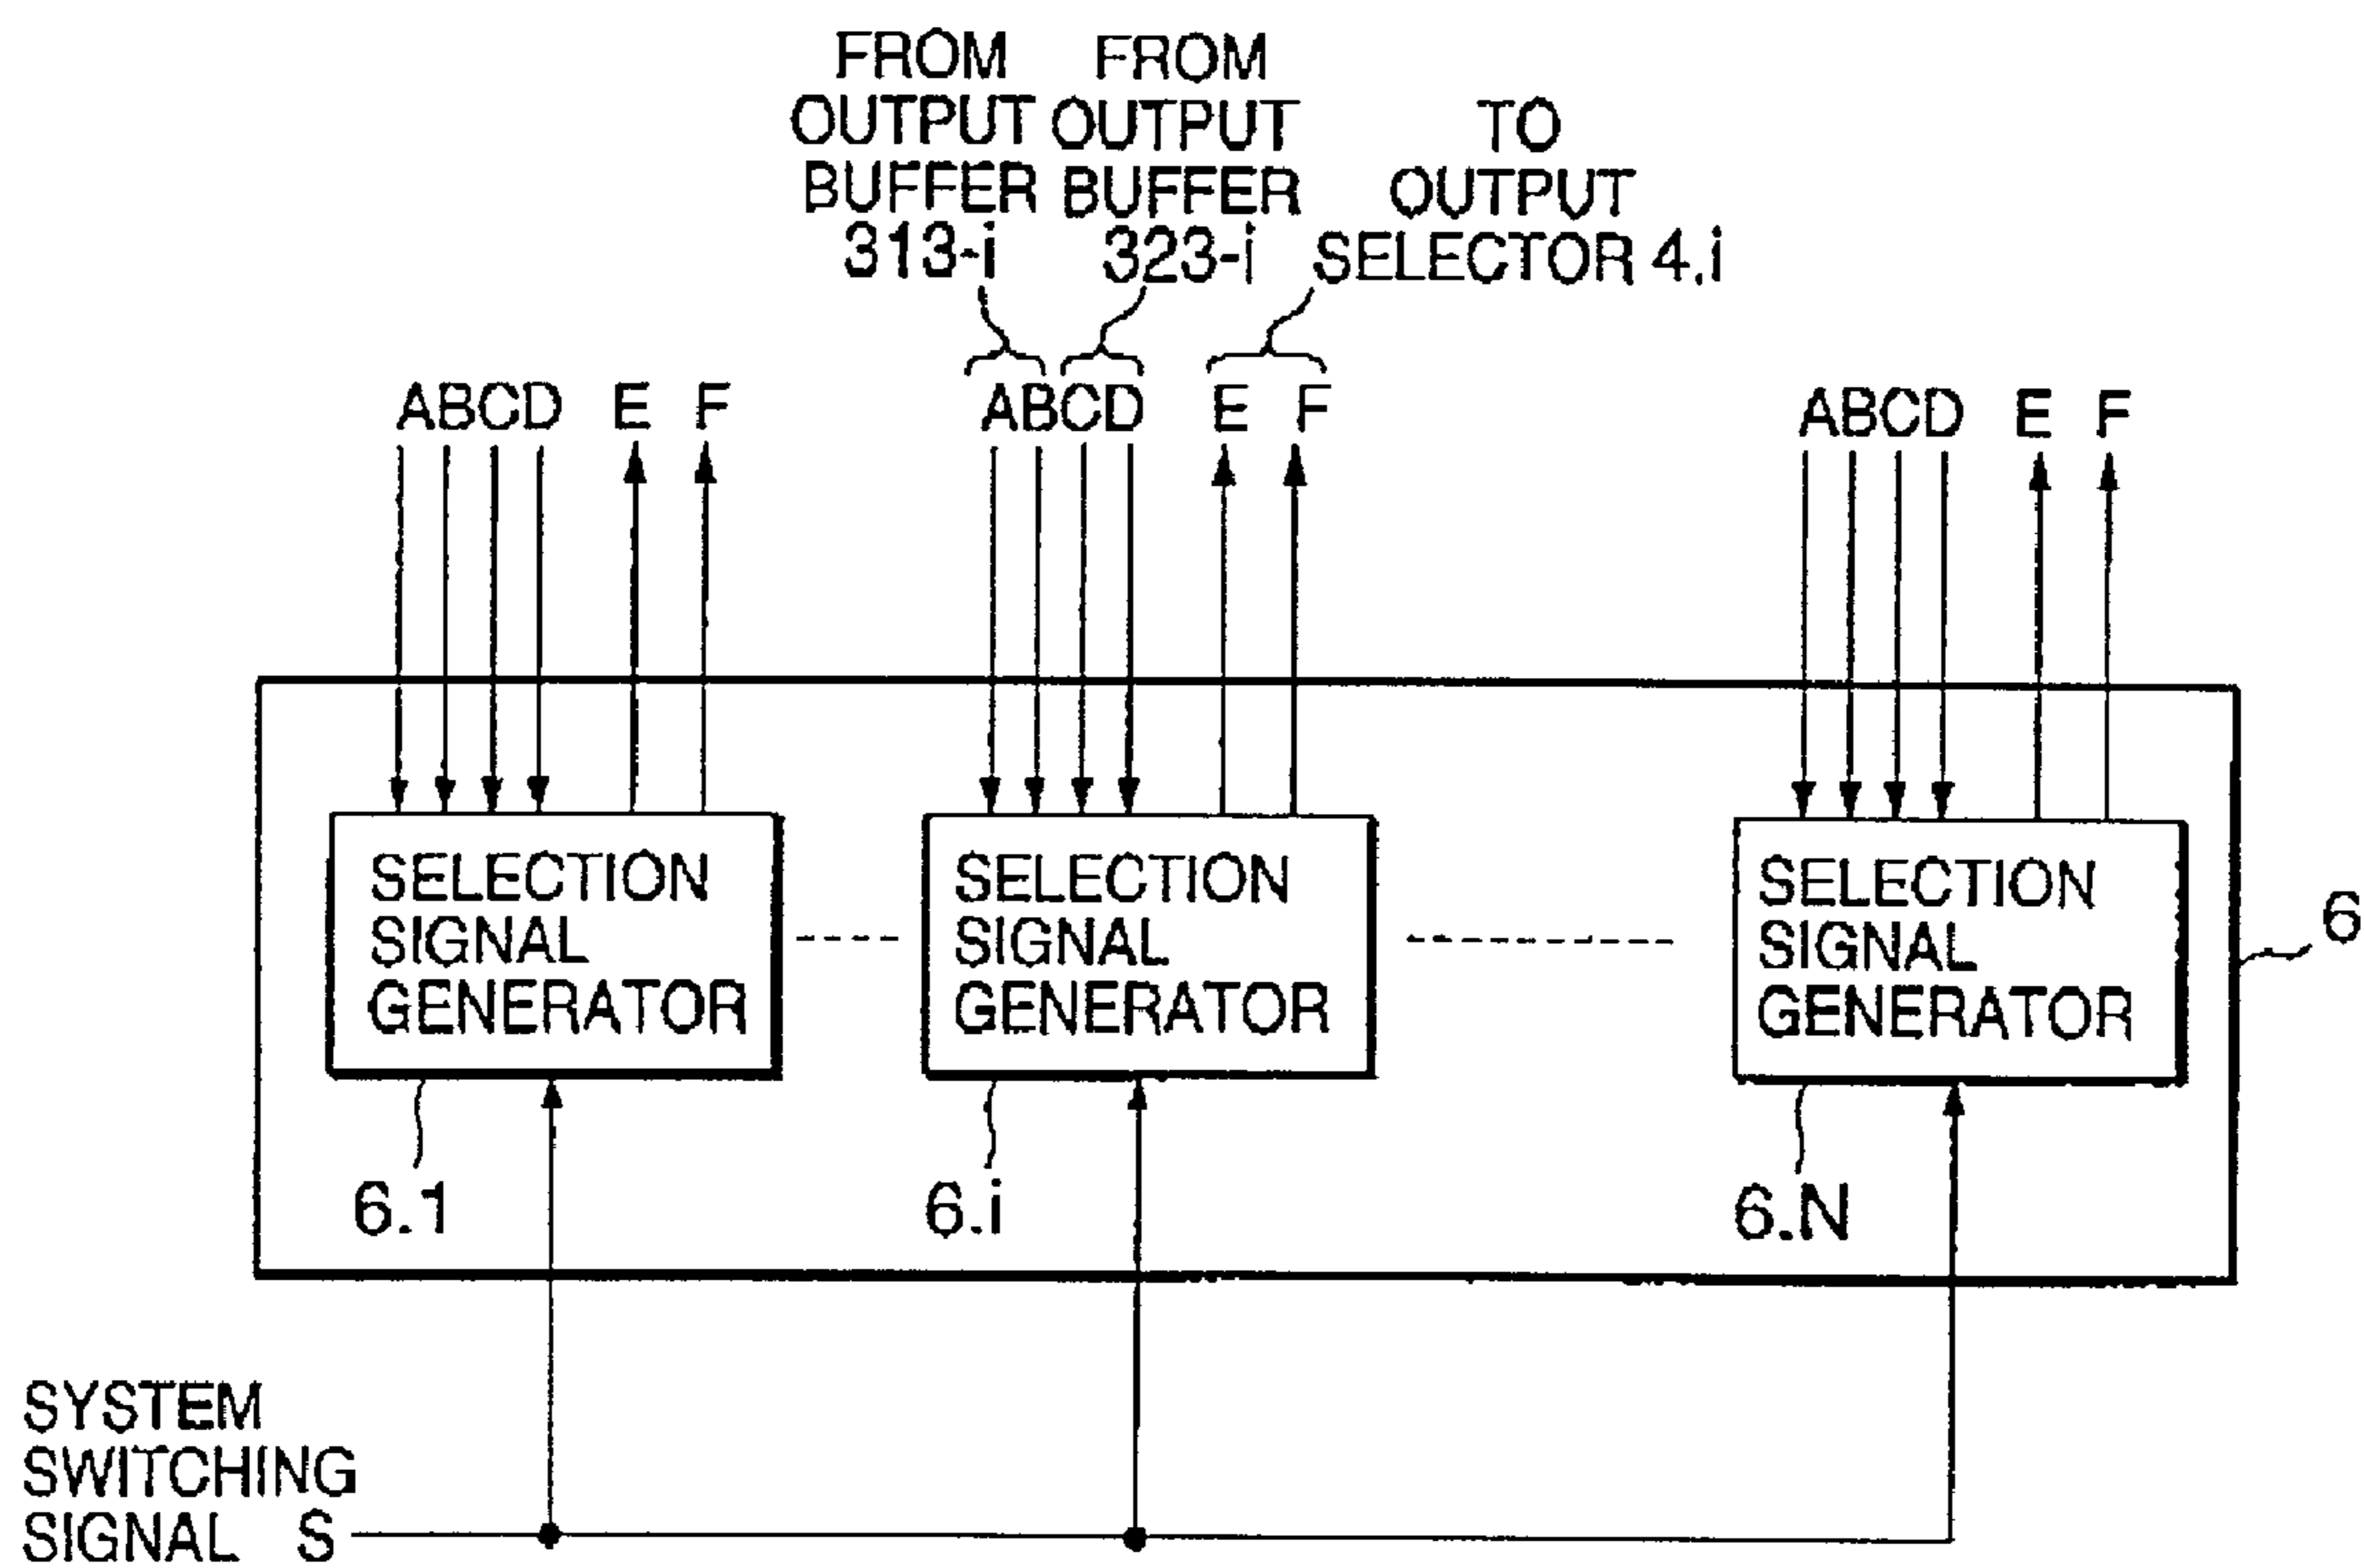 FROM
OUTPUT
BUFFER
313-i
FROM
OUTPUT
BUFFER
323-i
TO
OUTPUT
SELECTOR 4.i
ABCD E F
ABCD E F
ABCD E F
SELECTION
SIGNAL
GENERATOR
SELECTION
SIGNAL
GENERATOR
SELECTION
SIGNAL
GENERATOR
6
6.1
6.i
6.N
SYSTEM
SWITCHING
SIGNAL S